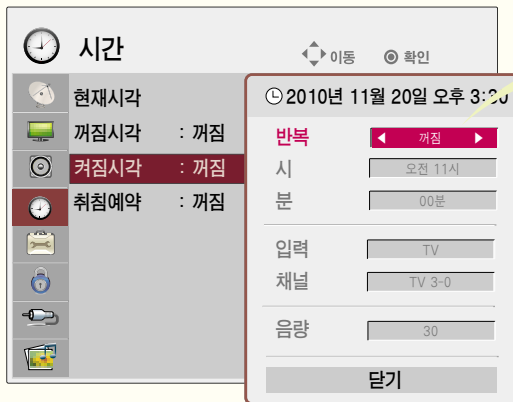 시간
이동 확인
현재시각
꺼짐시각 : 꺼짐
켜짐시각 : 꺼짐
취침예약 : 꺼짐
2010년 11월 20일 오후
반복 ◀ 꺼짐 ▶
시 오전 11시
분 00분
입력 TV
채널 TV 3-0
음량 30
닫기